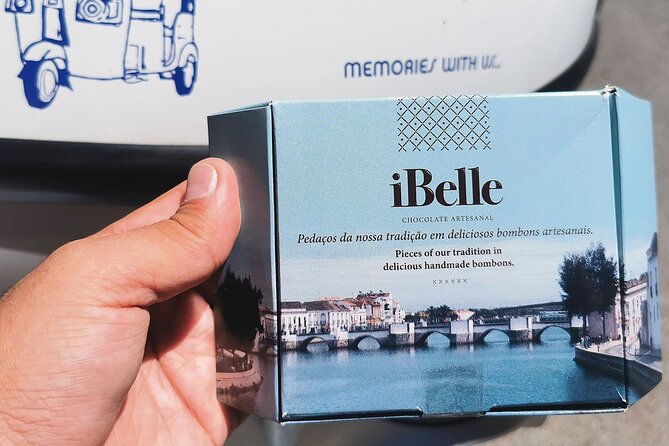 MEMORIES WITH US...
iBelle
CHOCOLATE ARTESANAL
Pedaços da nossa tradição em deliciosos bombons artesanais.
Pieces of our tradition in
delicious handmade bombons.
xxxxxx